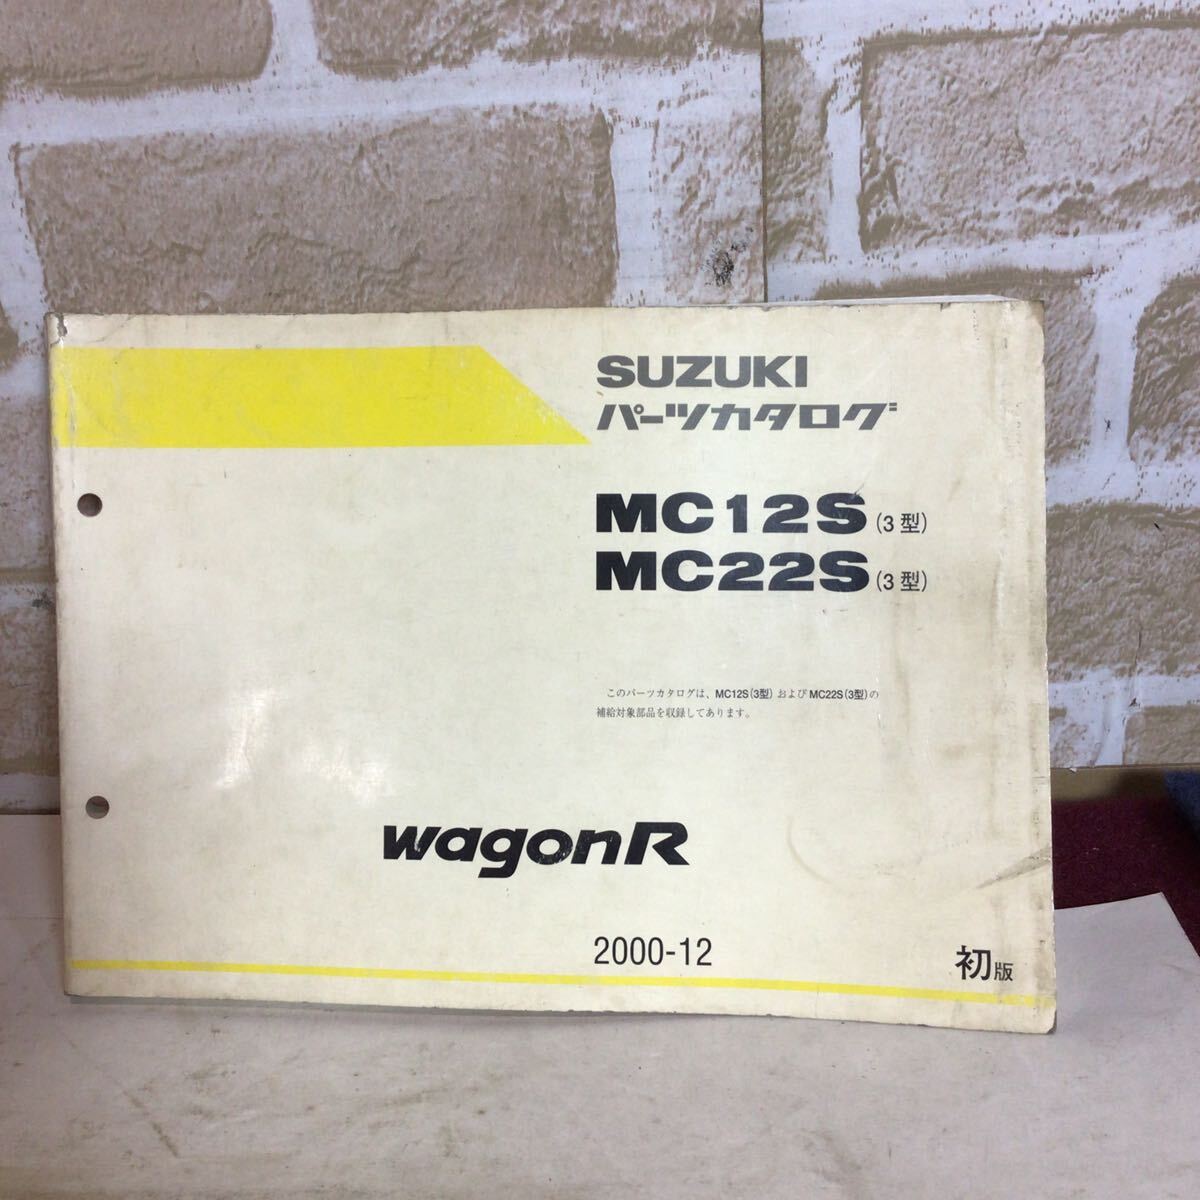 SUZUKI
パーツカタログ
MC12S(3型)
MC22S(3型)
このパーツカタログは、MC12S(3型)およびMC22S(3型)の
補給対象部品を収録してあります。
wagonR
2000-12
初版